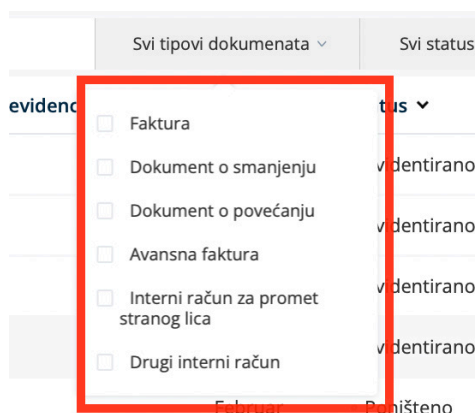 Svi tipovi dokumenata
Svi status
evidenc
tus
Faktura
videntirano
Dokument o smanjenju
Dokument o povećanju
videntirano
Avansna faktura
videntirano
Interni račun za promet
stranog lica
videntirano
Drugi interni račun
Februar
Poništeno